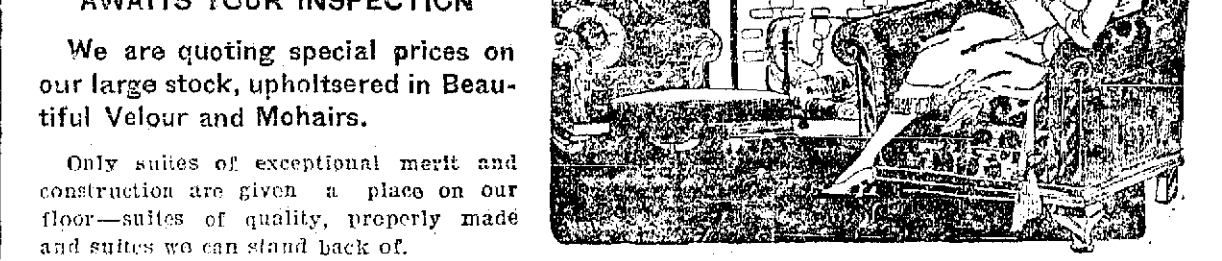 AWAITS YOUR INSPECTION
We are quoting special prices on
our large stock, upholtsered in Beau-
tiful Velour and Mohairs.
Only suites of exceptional merit and
construction are given a place on our
floor—suites of quality, properly made
and suites we can stand back of.